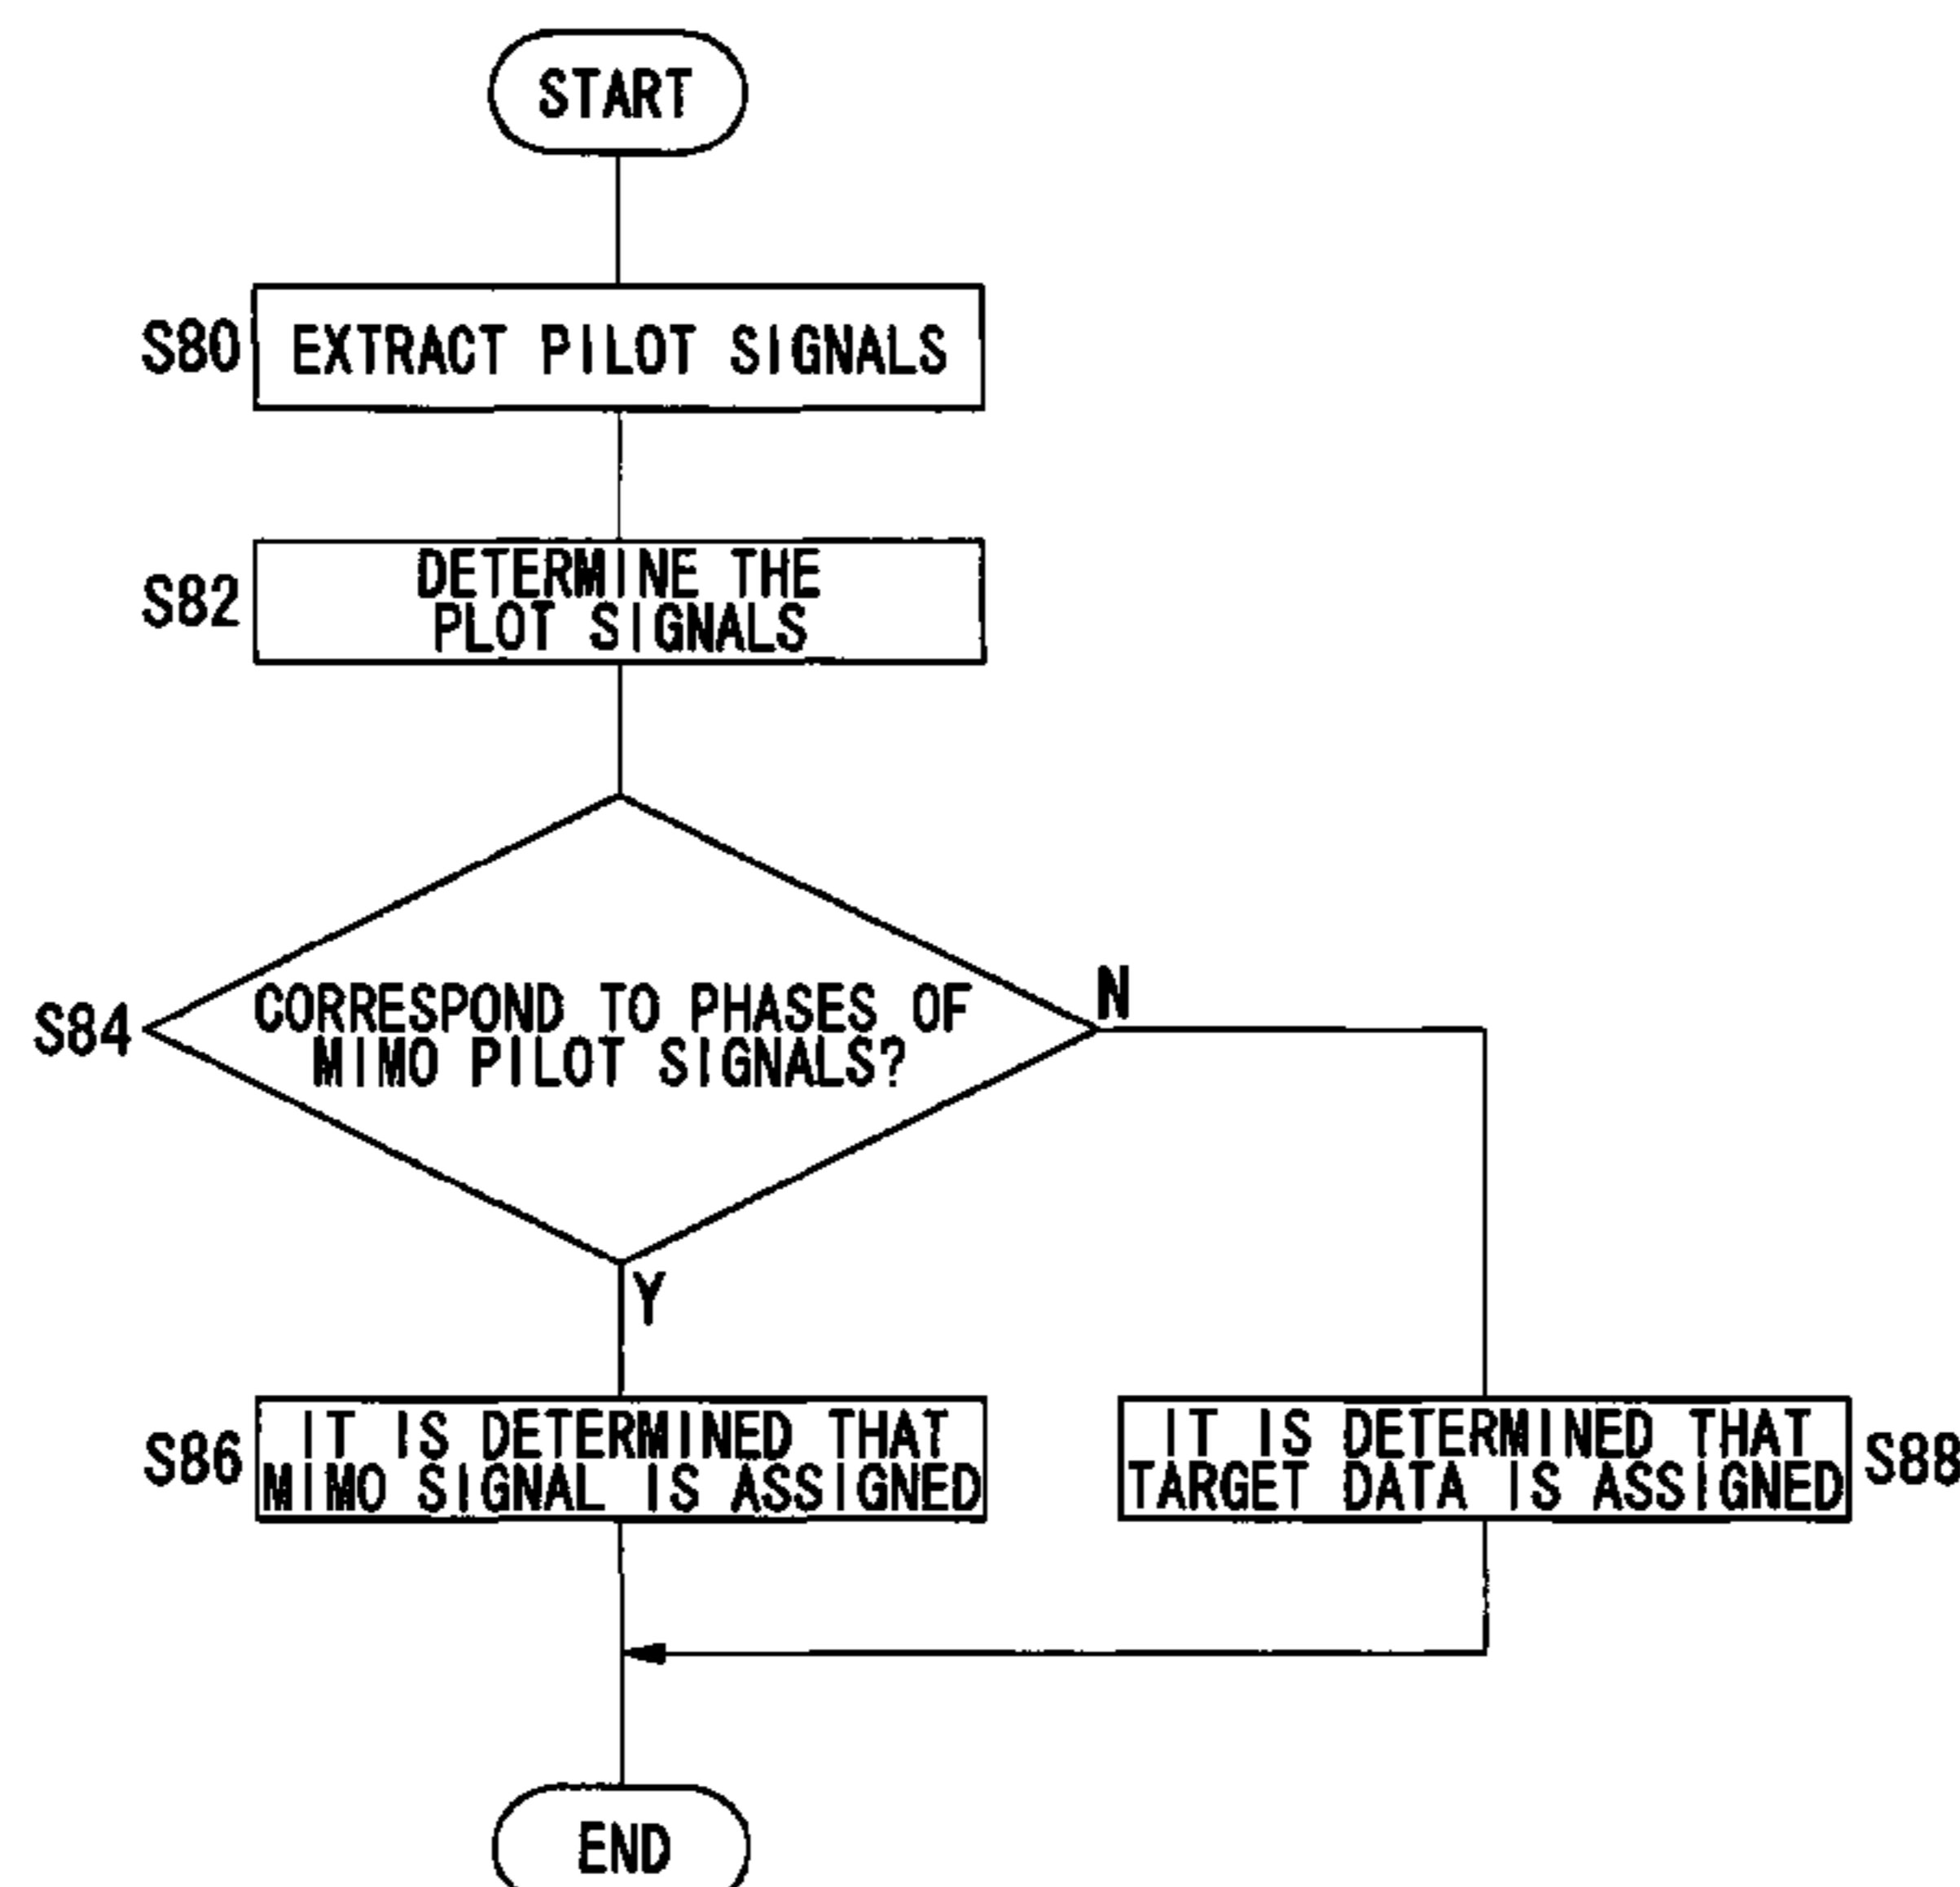 START
S80
EXTRACT PILOT SIGNALS
S82
DETERMINE THE
PLOT SIGNALS
S84
CORRESPOND TO PHASES OF
MIMO PILOT SIGNALS?
N
Y
S86
IT IS DETERMINED THAT
MIMO SIGNAL IS ASSIGNED
IT IS DETERMINED THAT
TARGET DATA IS ASSIGNED
S88
END